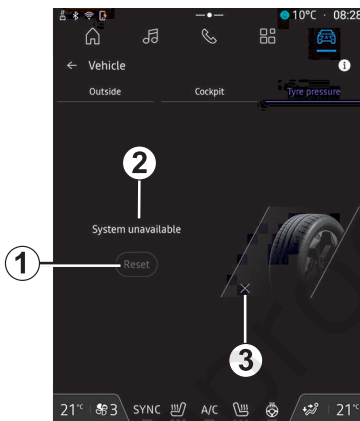 10°C · 08:28
Vehicle
Outside Cockpit Tyre pressure
2
System unavailable
1 Reset
3
21°C 3 SYNC A/C 21°C